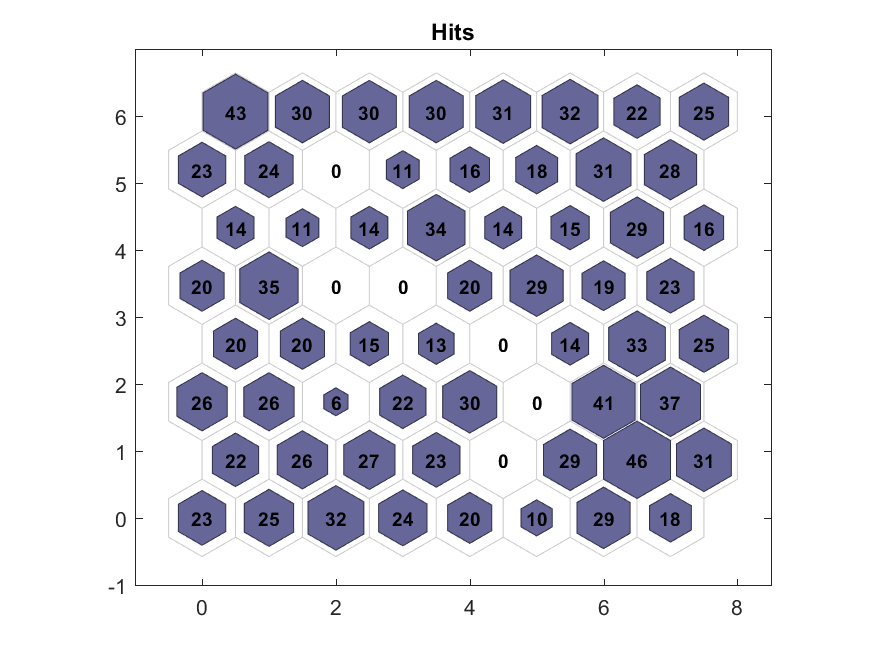 Hits
6
43 30 30 30 31 32 22 25
5
23 24 0 11 16 18 31 28
4
14 11 14 34 14 15 29 16
20 35 0 0 20 29 19 23
3
20 20 15 13 0 14 33 25
2
26 26 6 22 30 0 41 37
1
22 26 27 23 0 29 46 31
0
23 25 32 24 20 10 29 18
-1
0 2 4 6 8